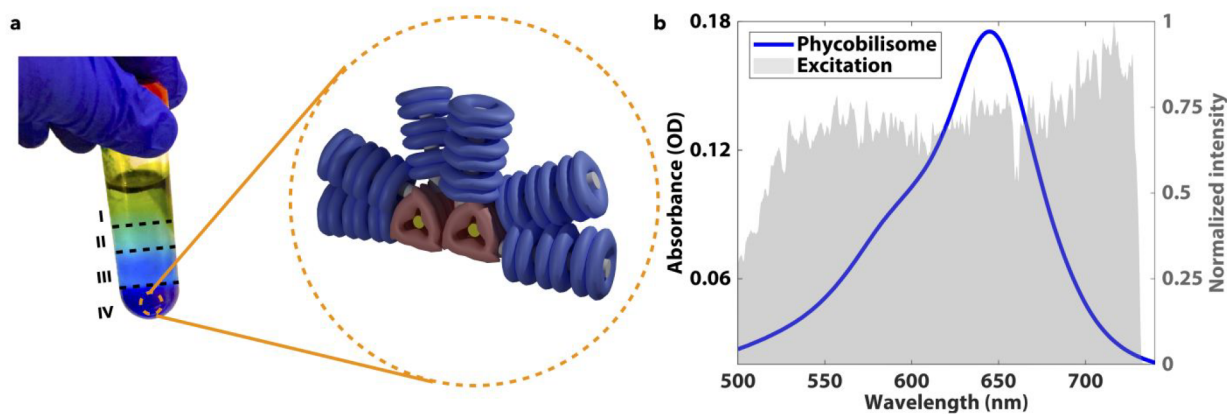 a
I
II
III
IV
b
Phycobilisome
Excitation
Absorbance (OD)
0.18
0.12
0.06
500
550
600
650
700
Wavelength (nm)
1
0.75
0.5
0.25
0
Normalized intensity